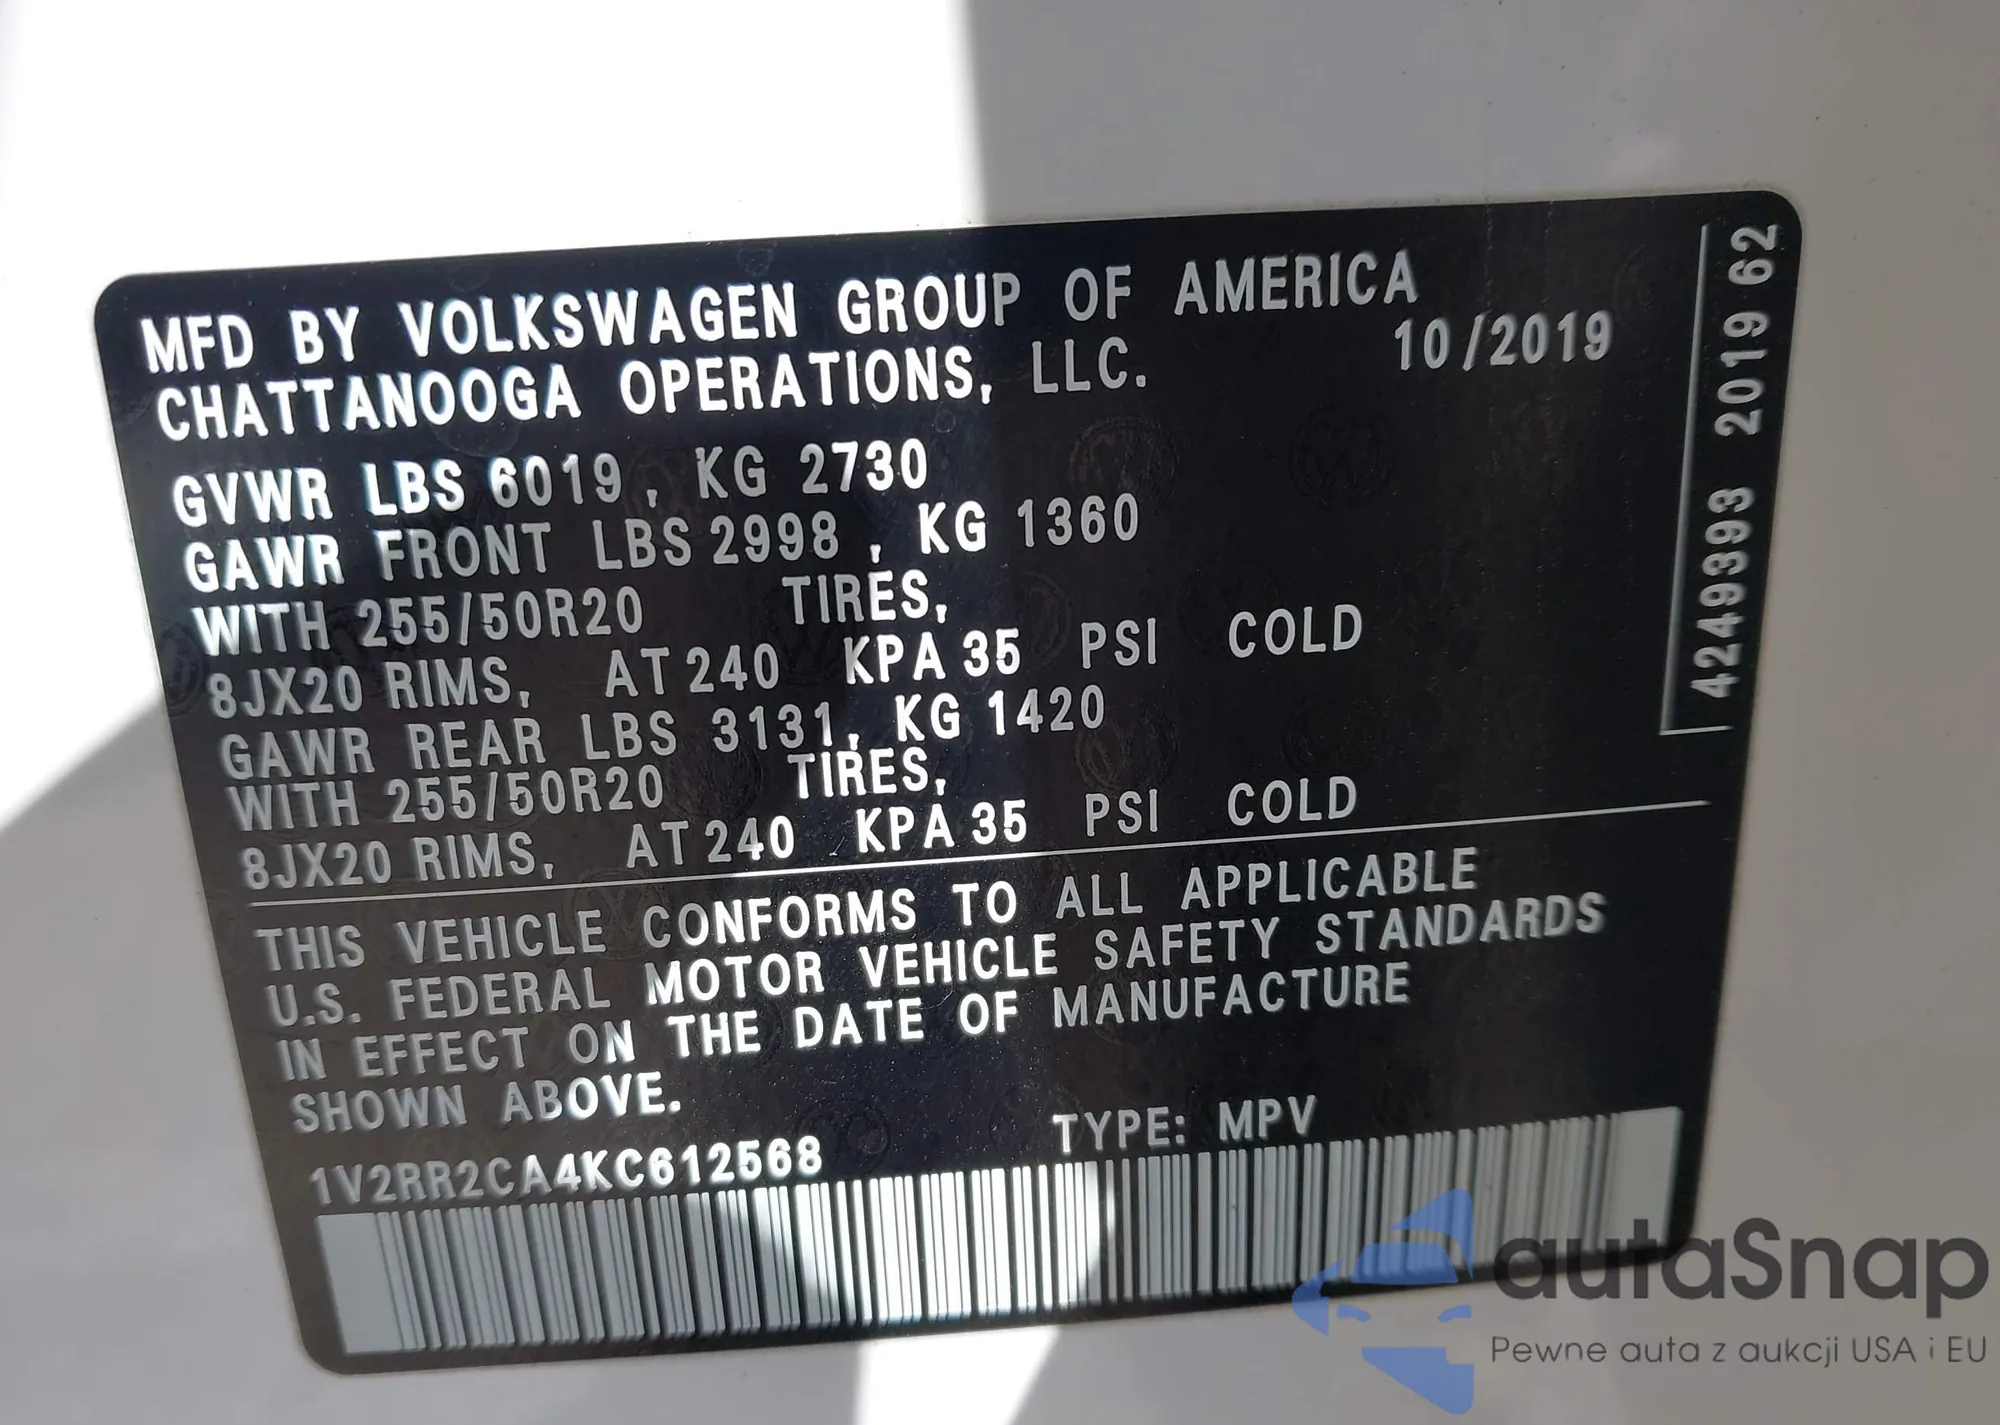 MFD BY VOLKSWAGEN GROUP OF AMERICA
CHATTANOOGA OPERATIONS, LLC. 10/2019
GVWR LBS 6019, KG 2730
GAWR FRONT LBS 2998, KG 1360
WITH 255/50R20 TIRES,
8JX20 RIMS, AT 240 KPA 35 PSI COLD
GAWR REAR LBS 3131, KG 1420
WITH 255/50R20 TIRES,
8JX20 RIMS, AT 240 KPA 35 PSI COLD
THIS VEHICLE CONFORMS TO ALL APPLICABLE
U.S. FEDERAL MOTOR VEHICLE SAFETY STANDARDS
IN EFFECT ON THE DATE OF MANUFACTURE
SHOWN ABOVE.
1V2RR2CA4KC612568 TYPE: MPV
4249393 2019 62
autaSnap
Pewne auta z aukcji USA i EU